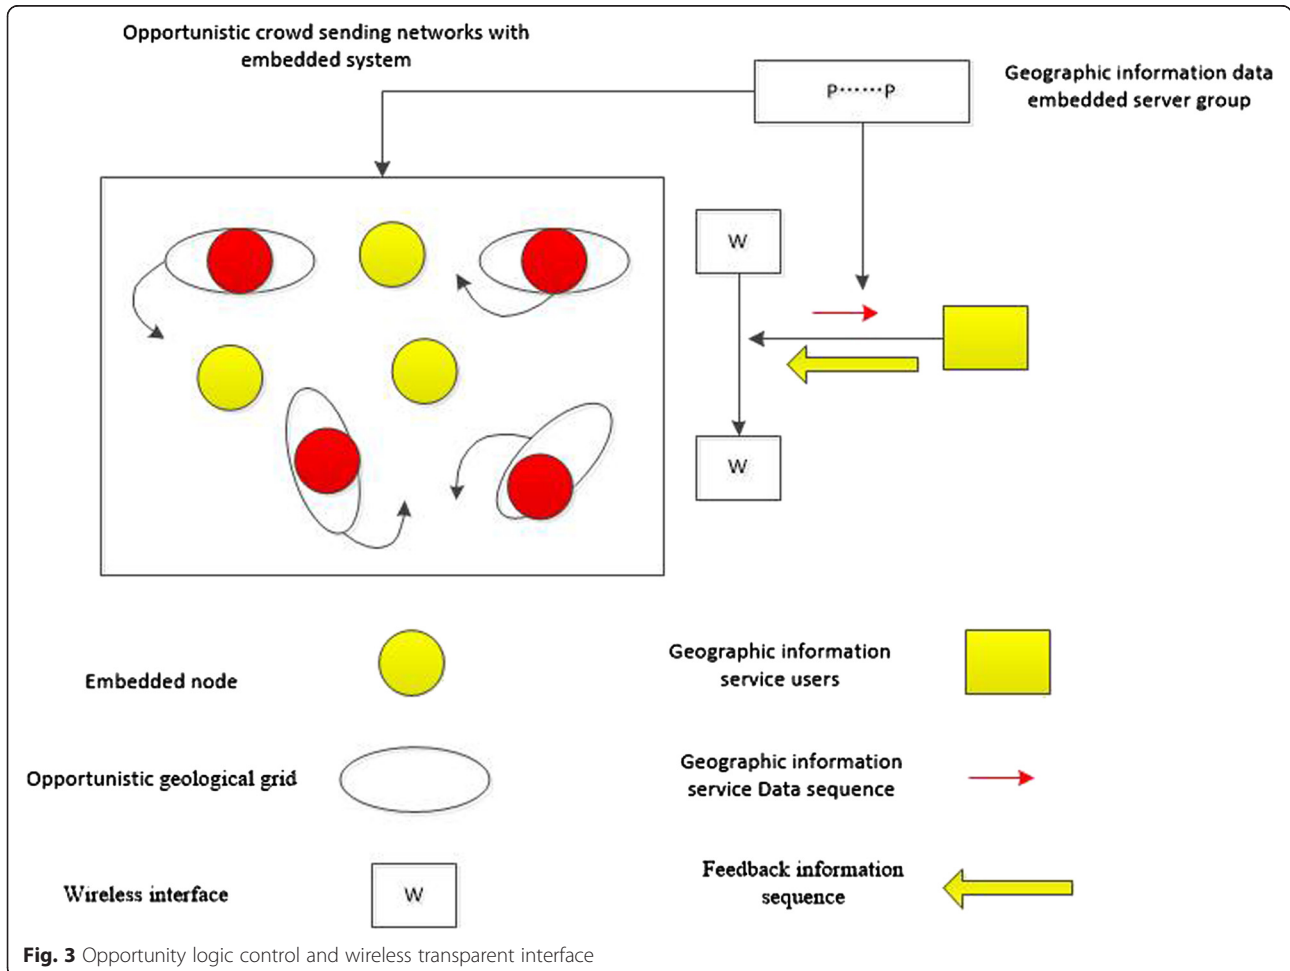 Opportunistic crowd sending networks with
embedded system
P······P
Geographic information data
embedded server group
W
W
Embedded node
Geographic information
service users
Opportunistic geological grid
Geographic information
service Data sequence
Wireless interface
W
Feedback information
sequence
Fig. 3 Opportunity logic control and wireless transparent interface